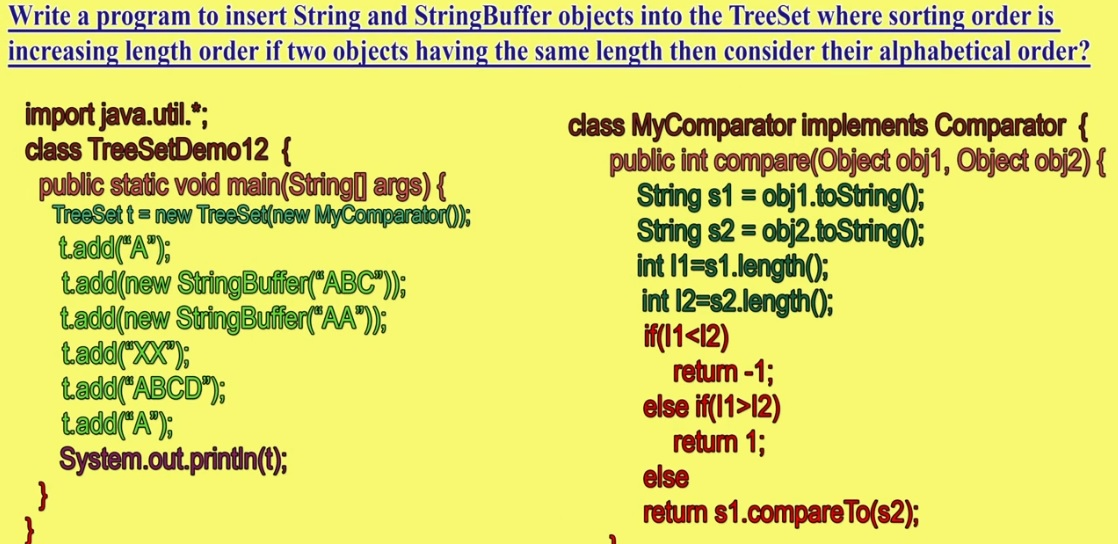 Write a program to insert String and StringBuffer objects into the TreeSet where sorting order is
increasing length order if two objects having the same length then consider their alphabetical order?
import java.util.*;
class TreeSetDemo12 {
public static void main(String[] args) {
TreeSet t = new TreeSet(new MyComparator());
t.add(“A”);
t.add(new StringBuffer(“ABC”));
t.add(new StringBuffer(“AA”));
t.add(“XX”);
t.add(“ABCD”);
t.add(“A”);
System.out.println(t);
}
}
class MyComparator implements Comparator {
public int compare(Object obj1, Object obj2) {
String s1 = obj1.toString();
String s2 = obj2.toString();
int l1=s1.length();
int l2=s2.length();
if(l1<l2)
return -1;
else if(l1>l2)
return 1;
else
return s1.compareTo(s2);
}